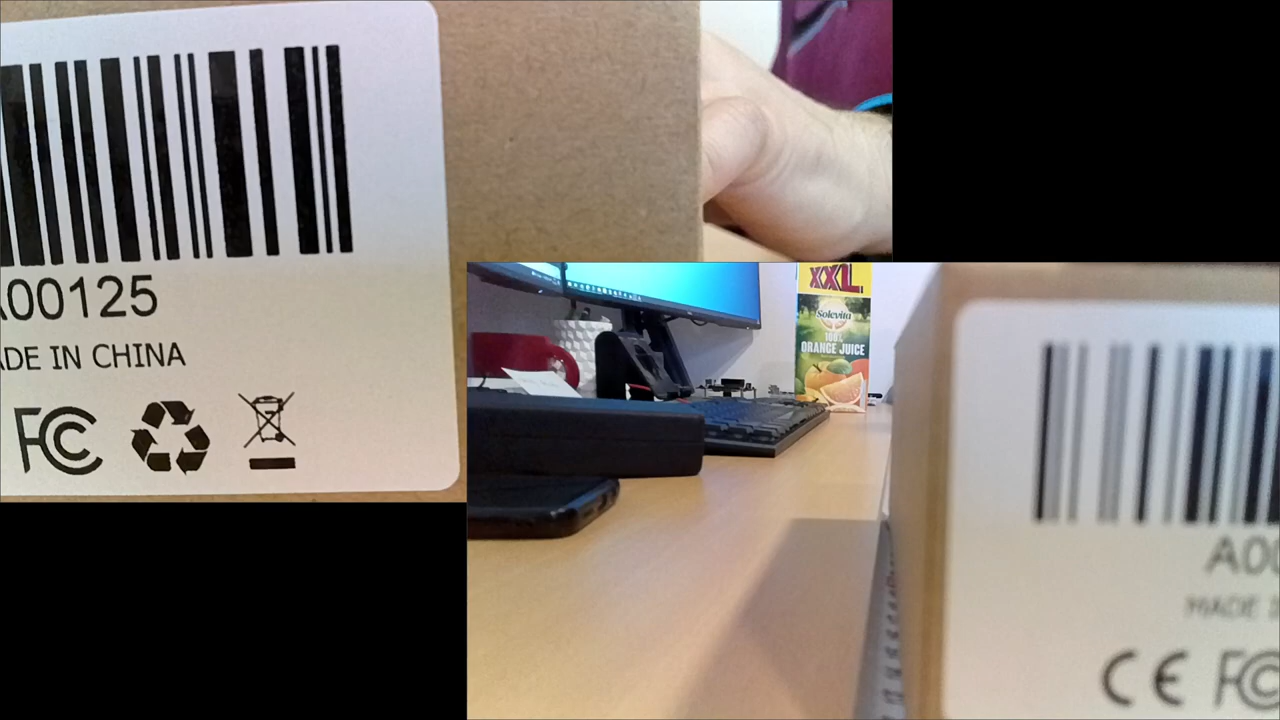 A00125
ADE IN CHINA
FC
XXL
Solevita
100%
ORANGE JUICE
A00
MADE I
CE FC